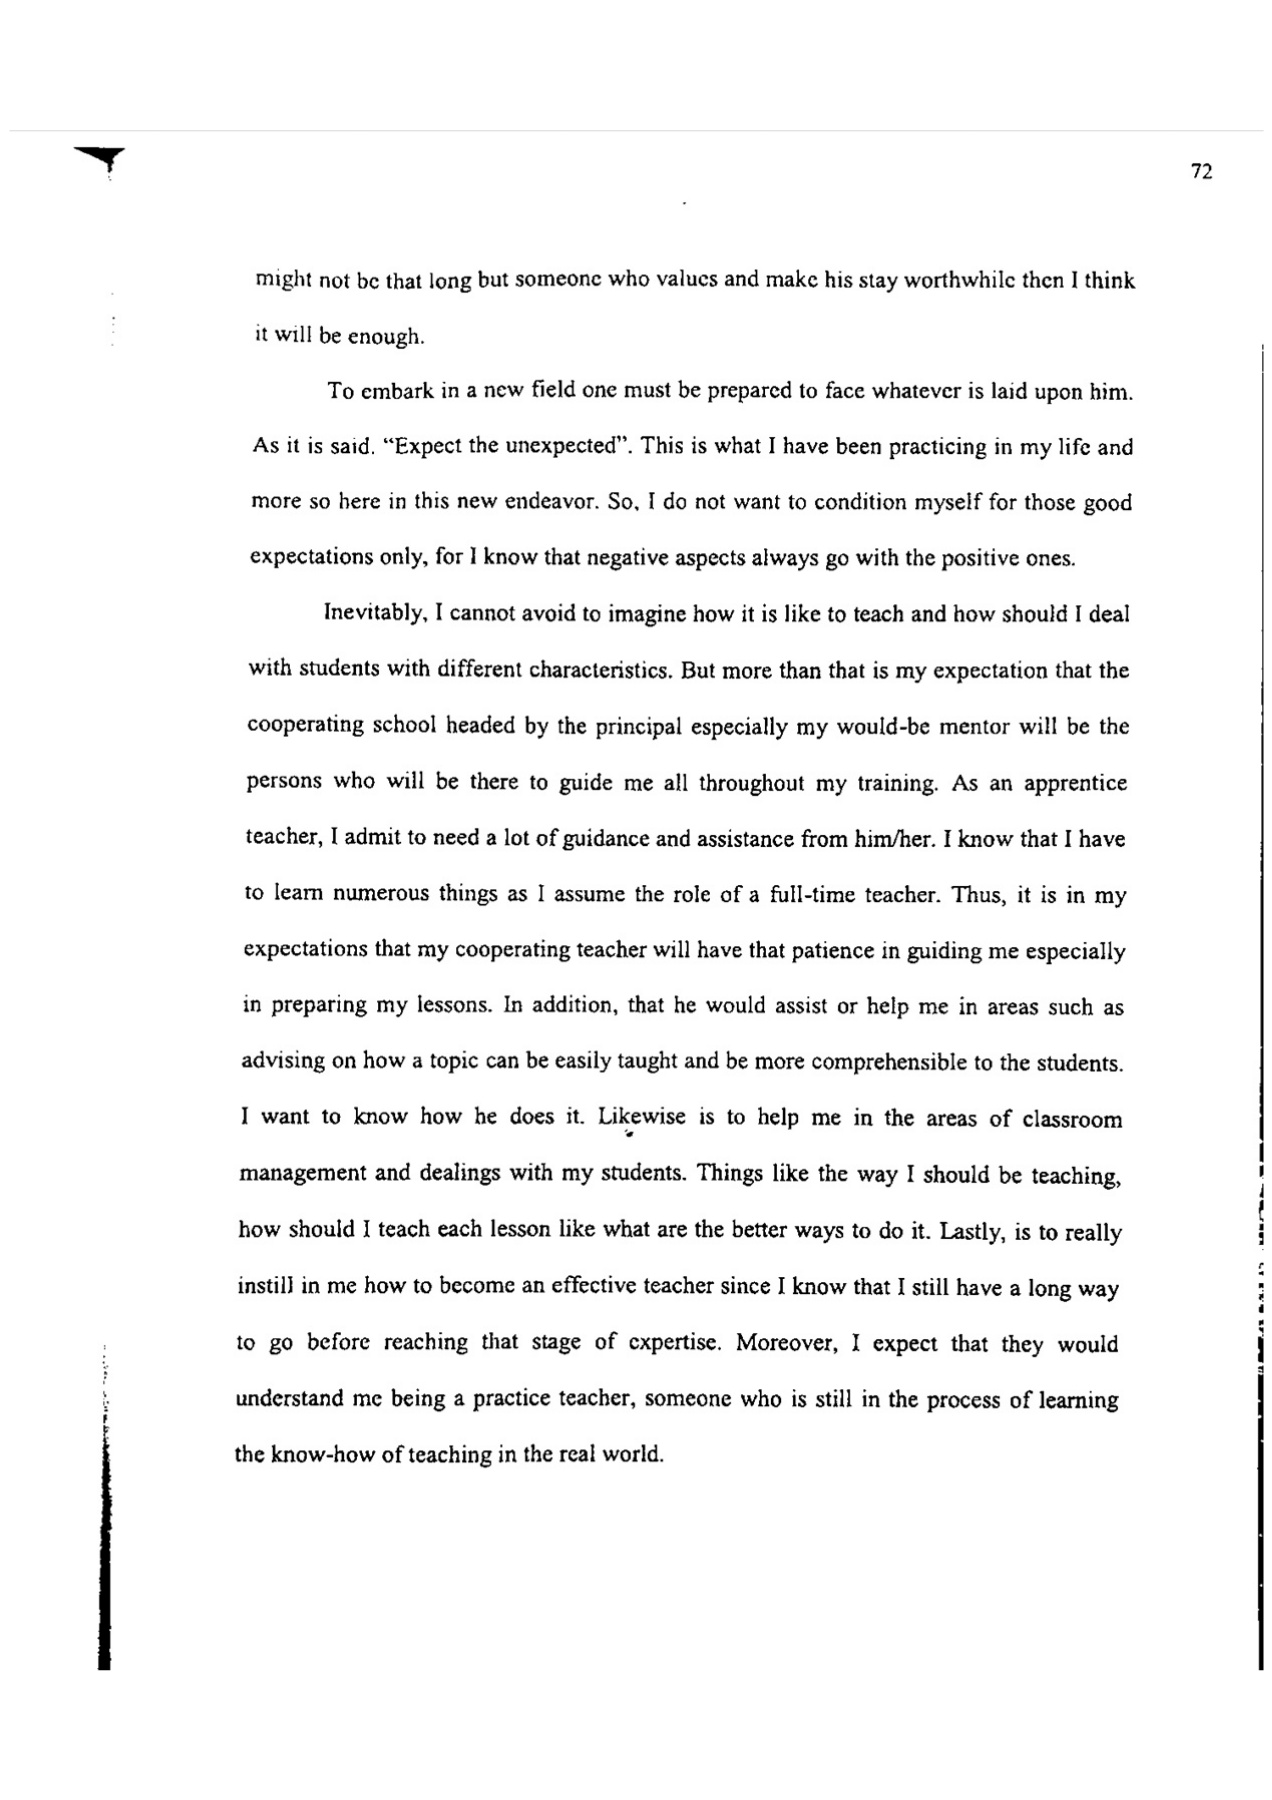 72
might not be that long but someone who values and make his stay worthwhile then I think
it will be enough.
To embark in a new field one must be prepared to face whatever is laid upon him.
As it is said. “Expect the unexpected”. This is what I have been practicing in my life and
more so here in this new endeavor. So, I do not want to condition myself for those good
expectations only, for I know that negative aspects always go with the positive ones.
Inevitably, I cannot avoid to imagine how it is like to teach and how should I deal
with students with different characteristics. But more than that is my expectation that the
cooperating school headed by the principal especially my would-be mentor will be the
persons who will be there to guide me all throughout my training. As an apprentice
teacher, I admit to need a lot of guidance and assistance from him/her. I know that I have
to learn numerous things as I assume the role of a full-time teacher. Thus, it is in my
expectations that my cooperating teacher will have that patience in guiding me especially
in preparing my lessons. In addition, that he would assist or help me in areas such as
advising on how a topic can be easily taught and be more comprehensible to the students.
I want to know how he does it. Likewise is to help me in the areas of classroom
management and dealings with my students. Things like the way I should be teaching,
how should I teach each lesson like what are the better ways to do it. Lastly, is to really
instill in me how to become an effective teacher since I know that I still have a long way
to go before reaching that stage of expertise. Moreover, I expect that they would
understand me being a practice teacher, someone who is still in the process of learning
the know-how of teaching in the real world.